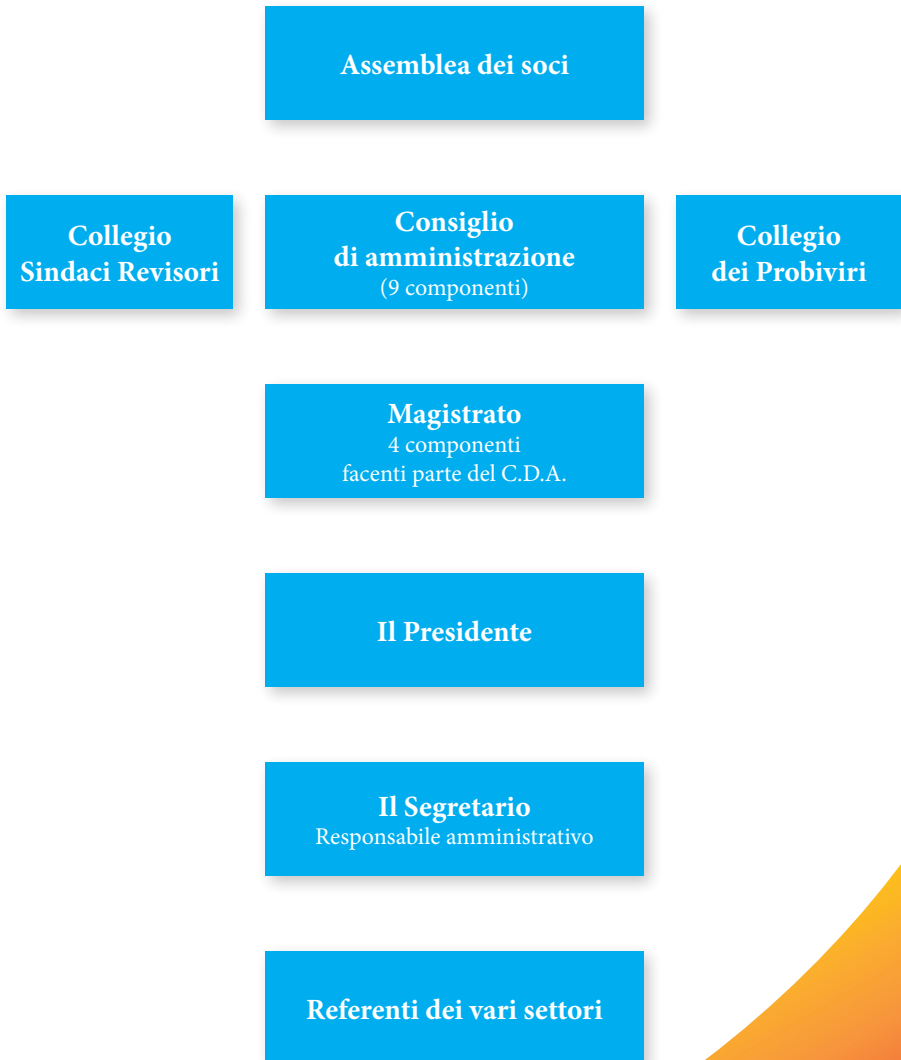 Assemblea dei soci
Collegio
Sindaci Revisori
Consiglio
di amministrazione
(9 componenti)
Collegio
dei Probiviri
Magistrato
4 componenti
facenti parte del C.D.A.
Il Presidente
Il Segretario
Responsabile amministrativo
Referenti dei vari settori